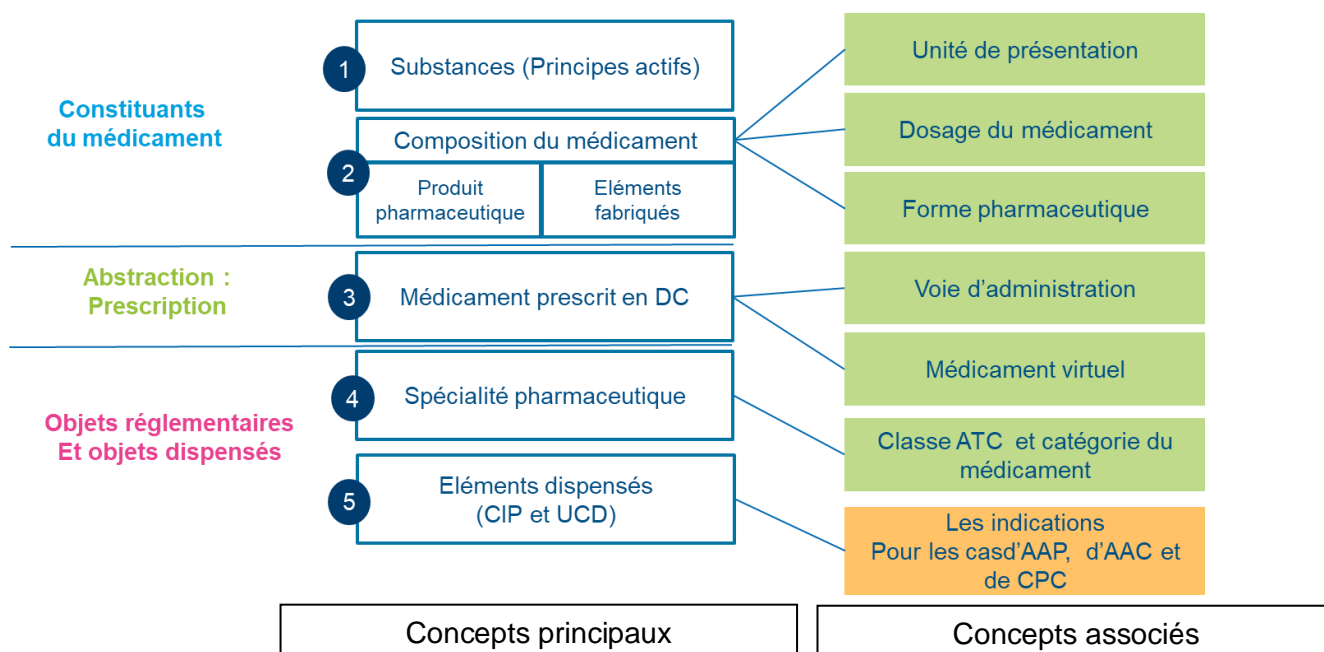 Constituants
du médicament
1
Substances (Principes actifs)
2
Composition du médicament
Produit
pharmaceutique
Eléments
fabriqués
Abstraction :
Prescription
3
Médicament prescrit en DC
Objets réglementaires
Et objets dispensés
4
Spécialité pharmaceutique
5
Eléments dispensés
(CIP et UCD)
Unité de présentation
Dosage du médicament
Forme pharmaceutique
Voie d'administration
Médicament virtuel
Classe ATC et catégorie du
médicament
Les indications
Pour les casd'AAP, d'AAC et
de CPC
Concepts principaux
Concepts associés